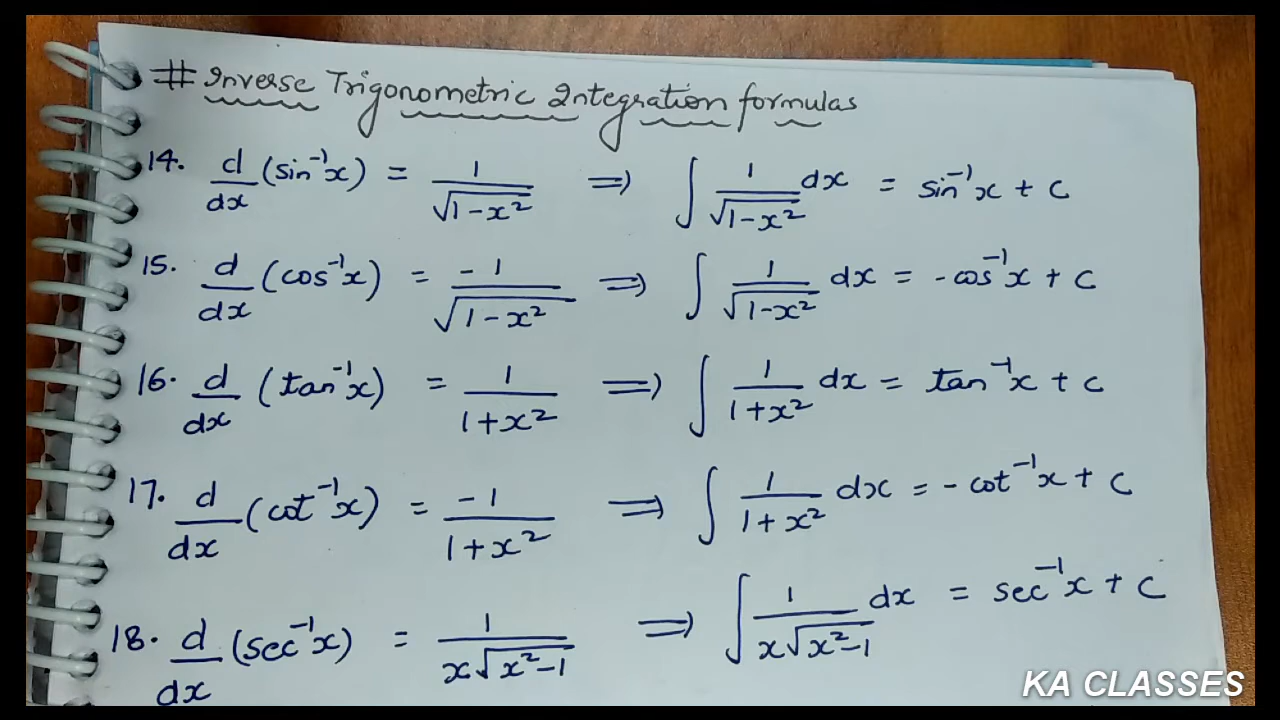 # Inverse Trigonometric Integration formulas
14. d/dx (sin⁻¹x) = 1/√(1-x²) ⟹ ∫ 1/√(1-x²) dx = sin⁻¹x + c
15. d/dx (cos⁻¹x) = -1/√(1-x²) ⟹ ∫ 1/√(1-x²) dx = -cos⁻¹x + c
16. d/dx (tan⁻¹x) = 1/(1+x²) ⟹ ∫ 1/(1+x²) dx = tan⁻¹x + c
17. d/dx (cot⁻¹x) = -1/(1+x²) ⟹ ∫ 1/(1+x²) dx = -cot⁻¹x + c
18. d/dx (sec⁻¹x) = 1/(x√(x²-1)) ⟹ ∫ 1/(x√(x²-1)) dx = sec⁻¹x + c
KA CLASSES